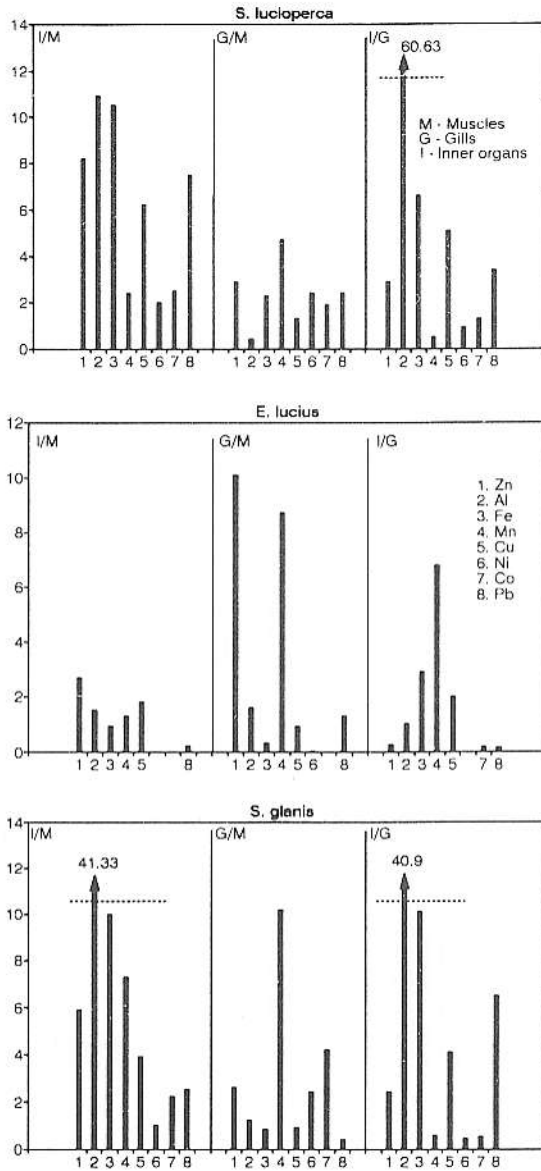 S. lucioperca
I/M G/M I/G
60.63
M - Muscles
G - Gills
I - Inner organs
14
12
10
8
6
4
2
0
1 2 3 4 5 6 7 8 1 2 3 4 5 6 7 8 1 2 3 4 5 6 7 8
E. lucius
I/M G/M I/G
12
10
8
6
4
2
0
1. Zn
2. Al
3. Fe
4. Mn
5. Cu
6. Ni
7. Co
8. Pb
1 2 3 4 5 8 1 2 3 4 5 6 8 1 2 3 4 5 7 8
S. glanis
I/M G/M I/G
41.33 40.9
14
12
10
8
6
4
2
0
1 2 3 4 5 6 7 8 1 2 3 4 5 6 7 8 1 2 3 4 5 6 7 8